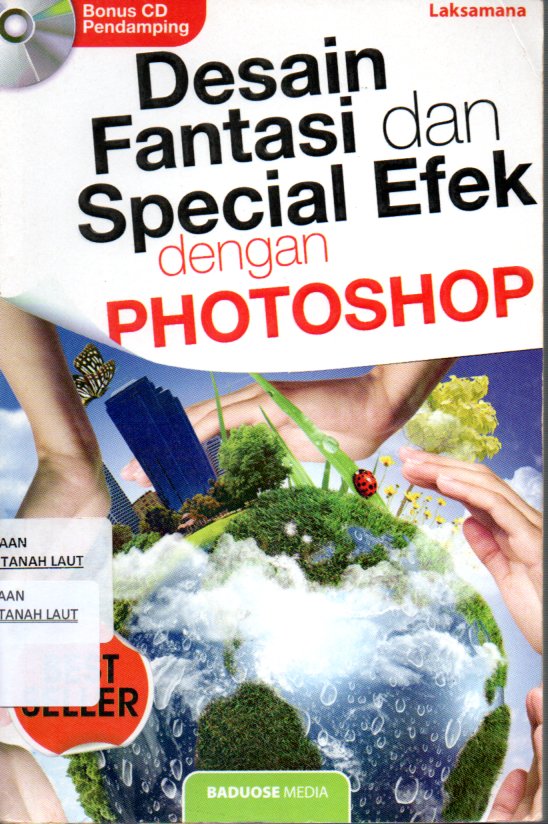 Bonus CD
Pendamping
Laksamana
Desain
Fantasi dan
Special Efek
dengan
PHOTOSHOP
AAN
TANAH LAUT
AAN
TANAH LAUT
BEST
SELLER
BADUOSE MEDIA